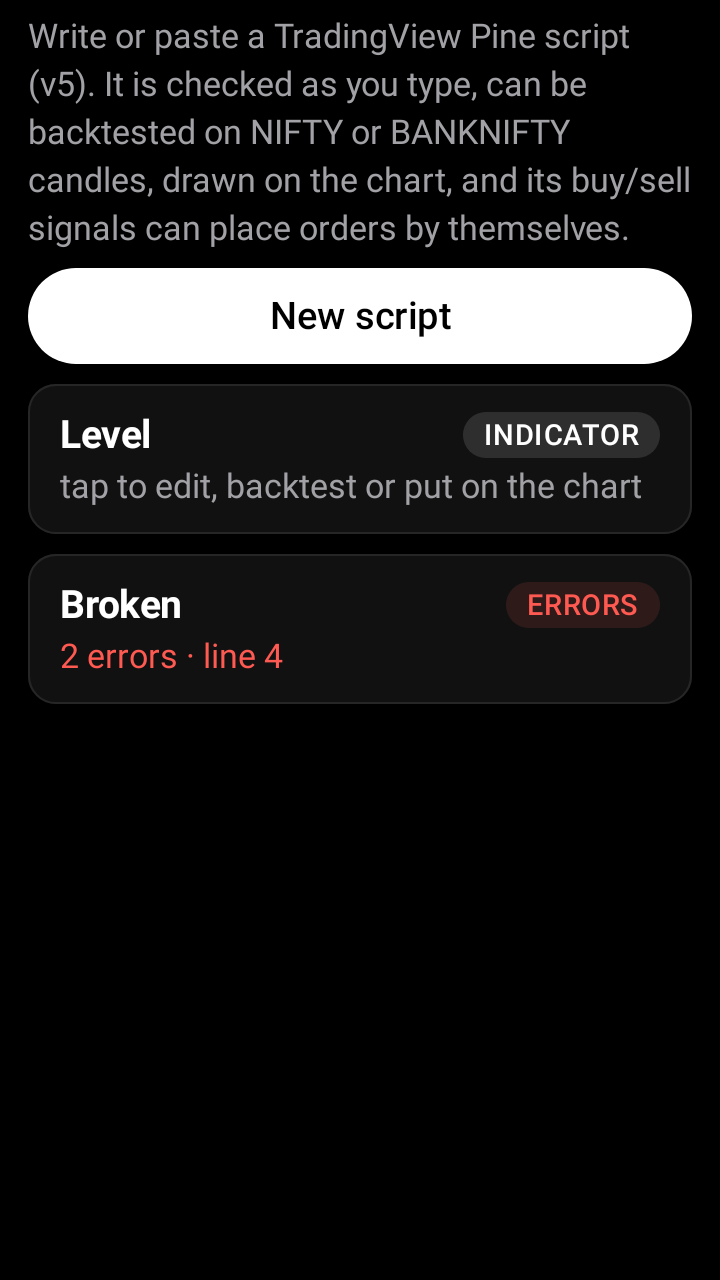 Write or paste a TradingView Pine script
(v5). It is checked as you type, can be
backtested on NIFTY or BANKNIFTY
candles, drawn on the chart, and its buy/sell
signals can place orders by themselves.
New script
Level
INDICATOR
tap to edit, backtest or put on the chart
Broken
ERRORS
2 errors · line 4